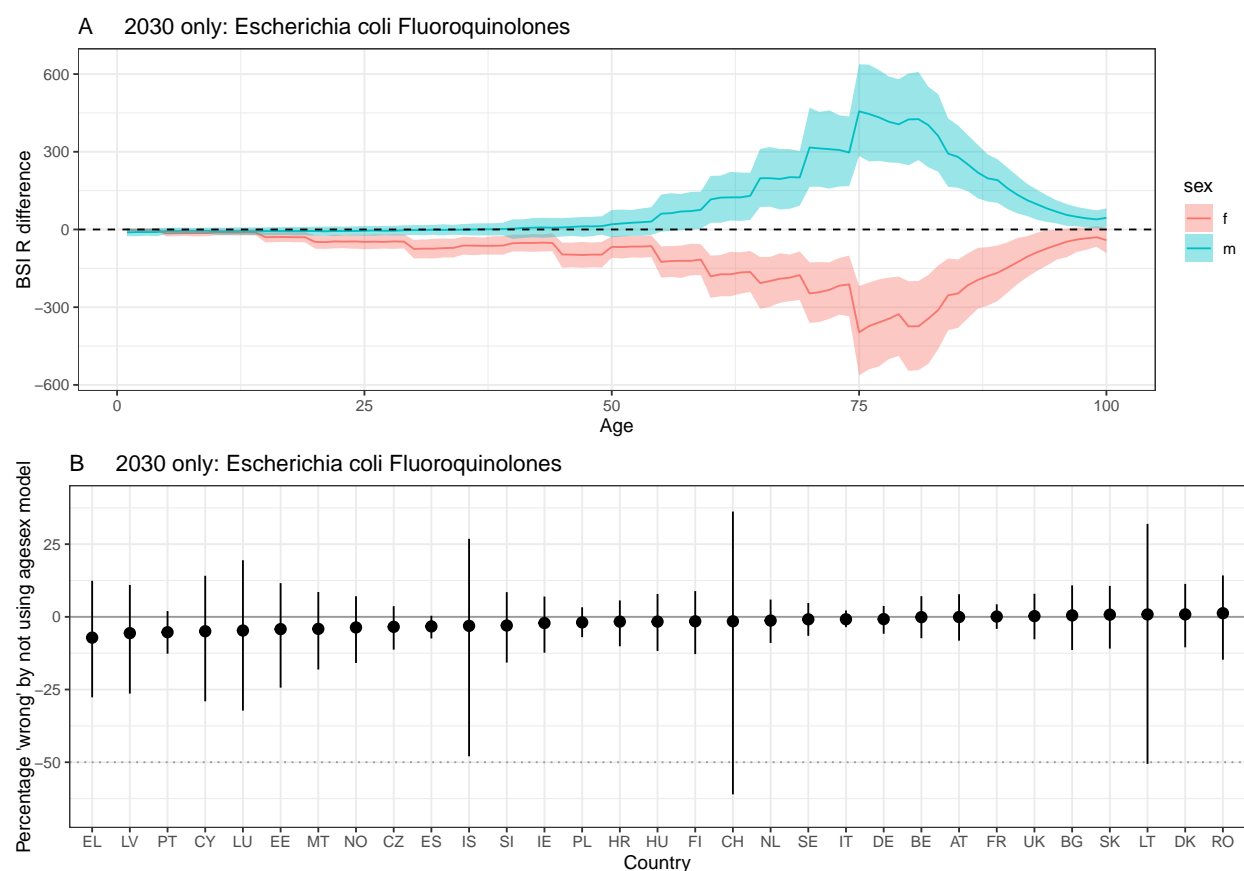 A 2030 only: Escherichia coli Fluoroquinolones
600
300
0
−300
−600
BSI R difference
0 25 50 75 100
Age
sex
f
m
B 2030 only: Escherichia coli Fluoroquinolones
25
0
−25
−50
Percentage 'wrong' by not using agesex model
EL LV PT CY LU EE MT NO CZ ES IS SI IE PL HR HU FI CH NL SE IT DE BE AT FR UK BG SK LT DK RO
Country